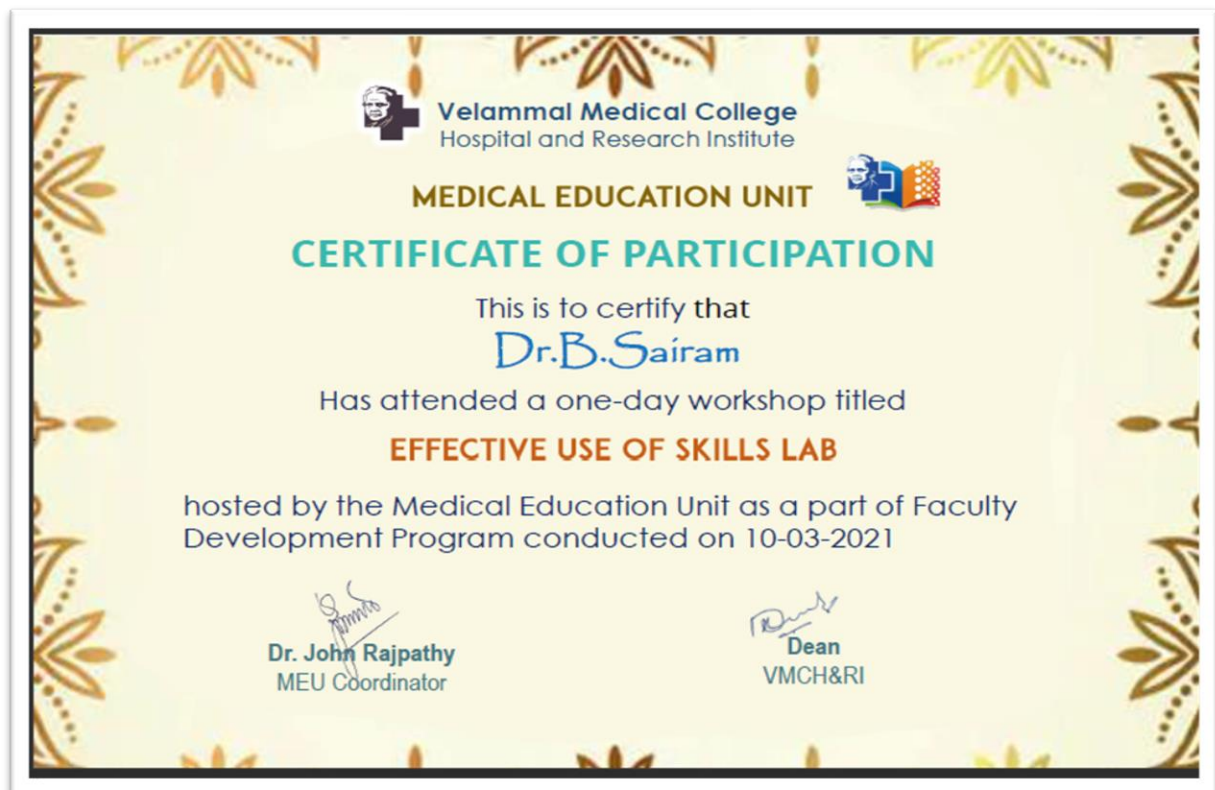 Velammal Medical College
Hospital and Research Institute
MEDICAL EDUCATION UNIT
CERTIFICATE OF PARTICIPATION
This is to certify that
Dr.B.Sairam
Has attended a one-day workshop titled
EFFECTIVE USE OF SKILLS LAB
hosted by the Medical Education Unit as a part of Faculty
Development Program conducted on 10-03-2021
Dr. John Rajpathy
MEU Coordinator
Dean
VMCH&RI